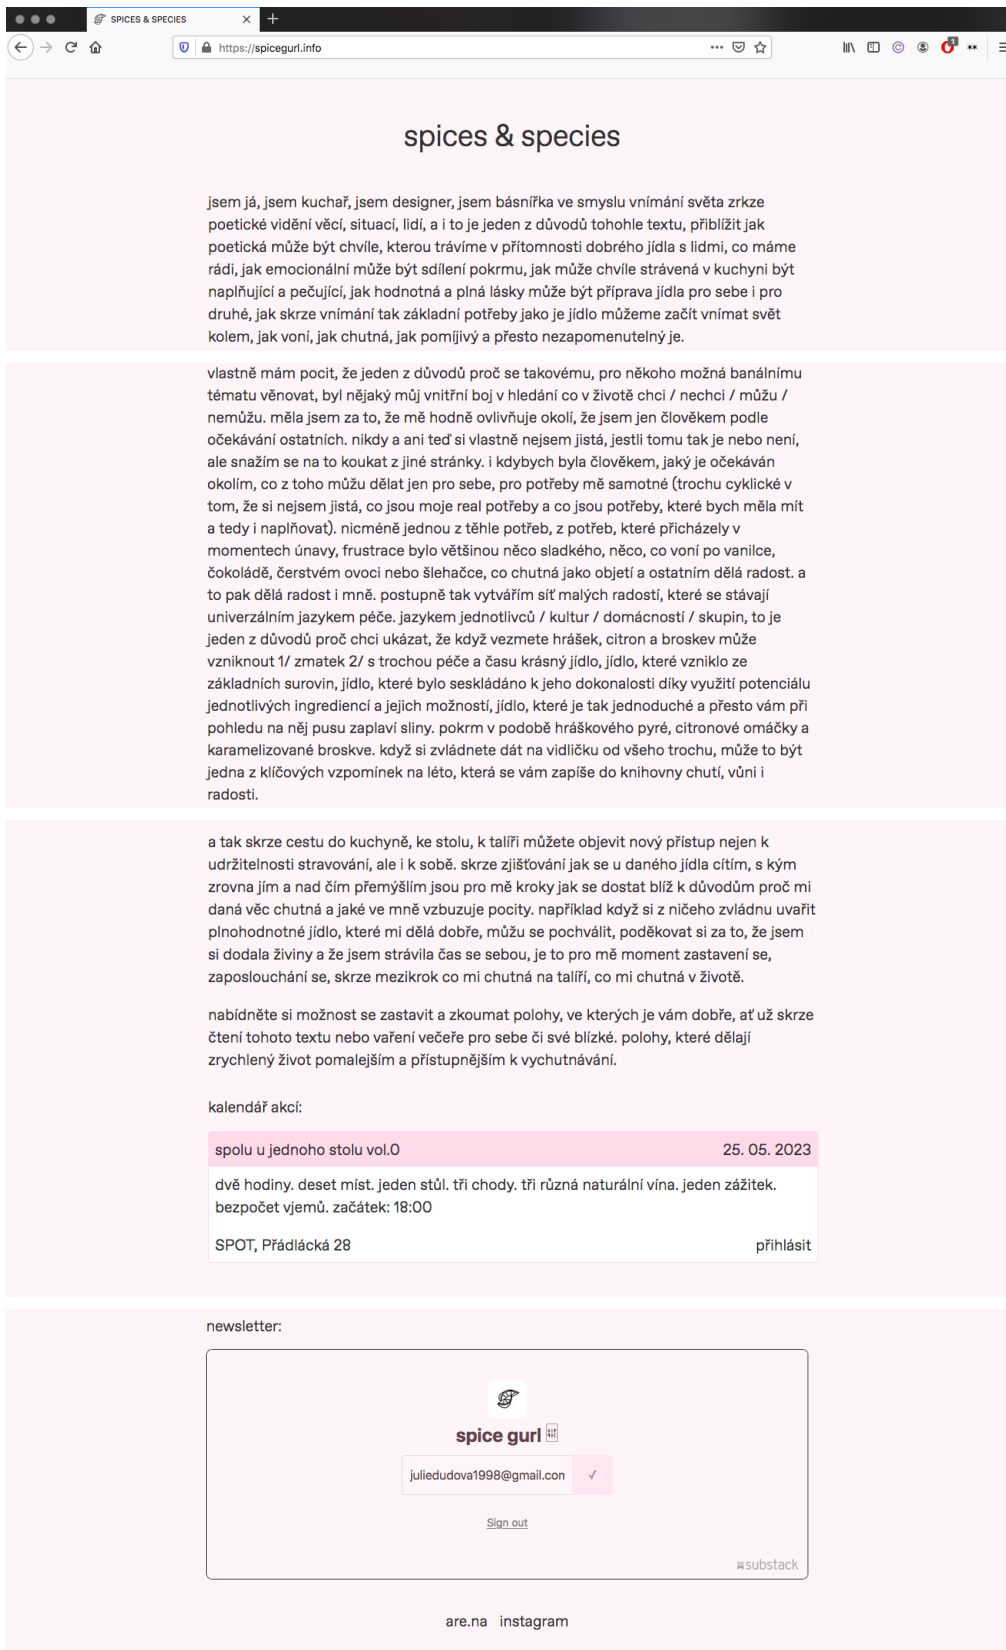 SPICES & SPECIES
https://spicegurl.info
1
spices & species
jsem já, jsem kuchař, jsem designer, jsem básnířka ve smyslu vnímání světa zrkze
poetické vidění věcí, situací, lidí, a i to je jeden z důvodů tohohle textu, přiblížit jak
poetická může být chvíle, kterou trávíme v přítomnosti dobrého jídla s lidmi, co máme
rádi, jak emocionální může být sdílení pokrmu, jak může chvíle strávená v kuchyni být
naplňující a pečující, jak hodnotná a plná lásky může být příprava jídla pro sebe i pro
druhé, jak skrze vnímání tak základní potřeby jako je jídlo můžeme začít vnímat svět
kolem, jak voní, jak chutná, jak pomíjivý a přesto nezapomenutelný je.
vlastně mám pocit, že jeden z důvodů proč se takovému, pro někoho možná banálnímu
tématu věnovat, byl nějaký můj vnitřní boj v hledání co v životě chci / nechci / můžu /
nemůžu. měla jsem za to, že mě hodně ovlivňuje okolí, že jsem jen člověkem podle
očekávání ostatních. nikdy a ani teď si vlastně nejsem jistá, jestli tomu tak je nebo není,
ale snažím se na to koukat z jiné stránky. i kdybych byla člověkem, jaký je očekáván
okolím, co z toho můžu dělat jen pro sebe, pro potřeby mě samotné (trochu cyklické v
tom, že si nejsem jistá, co jsou moje real potřeby a co jsou potřeby, které bych měla mít
a tedy i naplňovat). nicméně jednou z těhle potřeb, z potřeb, které přicházely v
momentech únavy, frustrace bylo většinou něco sladkého, něco, co voní po vanilce,
čokoládě, čerstvém ovoci nebo šlehačce, co chutná jako objetí a ostatním dělá radost. a
to pak dělá radost i mně. postupně tak vytvářím síť malých radostí, které se stávají
univerzálním jazykem péče. jazykem jednotlivců / kultur / domácností / skupin, to je
jeden z důvodů proč chci ukázat, že když vezmete hrášek, citron a broskev může
vzniknout 1/ zmatek 2/ s trochou péče a času krásný jídlo, jídlo, které vzniklo ze
základních surovin, jídlo, které bylo seskládáno k jeho dokonalosti díky využití potenciálu
jednotlivých ingrediencí a jejich možností, jídlo, které je tak jednoduché a přesto vám při
pohledu na něj pusu zaplaví sliny. pokrm v podobě hráškového pyré, citronové omáčky a
karamelizované broskve. když si zvládnete dát na vidličku od všeho trochu, může to být
jedna z klíčových vzpomínek na léto, která se vám zapíše do knihovny chutí, vůni i
radosti.
a tak skrze cestu do kuchyně, ke stolu, k talíři můžete objevit nový přístup nejen k
udržitelnosti stravování, ale i k sobě. skrze zjišťování jak se u daného jídla cítím, s kým
zrovna jím a nad čím přemýšlím jsou pro mě kroky jak se dostat blíž k důvodům proč mi
daná věc chutná a jaké ve mně vzbuzuje pocity. například když si z ničeho zvládnu uvařit
plnohodnotné jídlo, které mi dělá dobře, můžu se pochválit, poděkovat si za to, že jsem
si dodala živiny a že jsem strávila čas se sebou, je to pro mě moment zastavení se,
zaposlouchání se, skrze mezikrok co mi chutná na talíří, co mi chutná v životě.
nabídněte si možnost se zastavit a zkoumat polohy, ve kterých je vám dobře, ať už skrze
čtení tohoto textu nebo vaření večeře pro sebe či své blízké. polohy, které dělají
zrychlený život pomalejším a přístupnějším k vychutnávání.
kalendář akcí:
spolu u jednoho stolu vol.0 25. 05. 2023
dvě hodiny. deset míst. jeden stůl. tři chody. tři různá naturální vína. jeden zážitek.
bezpočet vjemů. začátek: 18:00
SPOT, Přádlácká 28 přihlásit
newsletter:
spice gurl
juliedudova1998@gmail.con ✓
Sign out
substack
are.na instagram